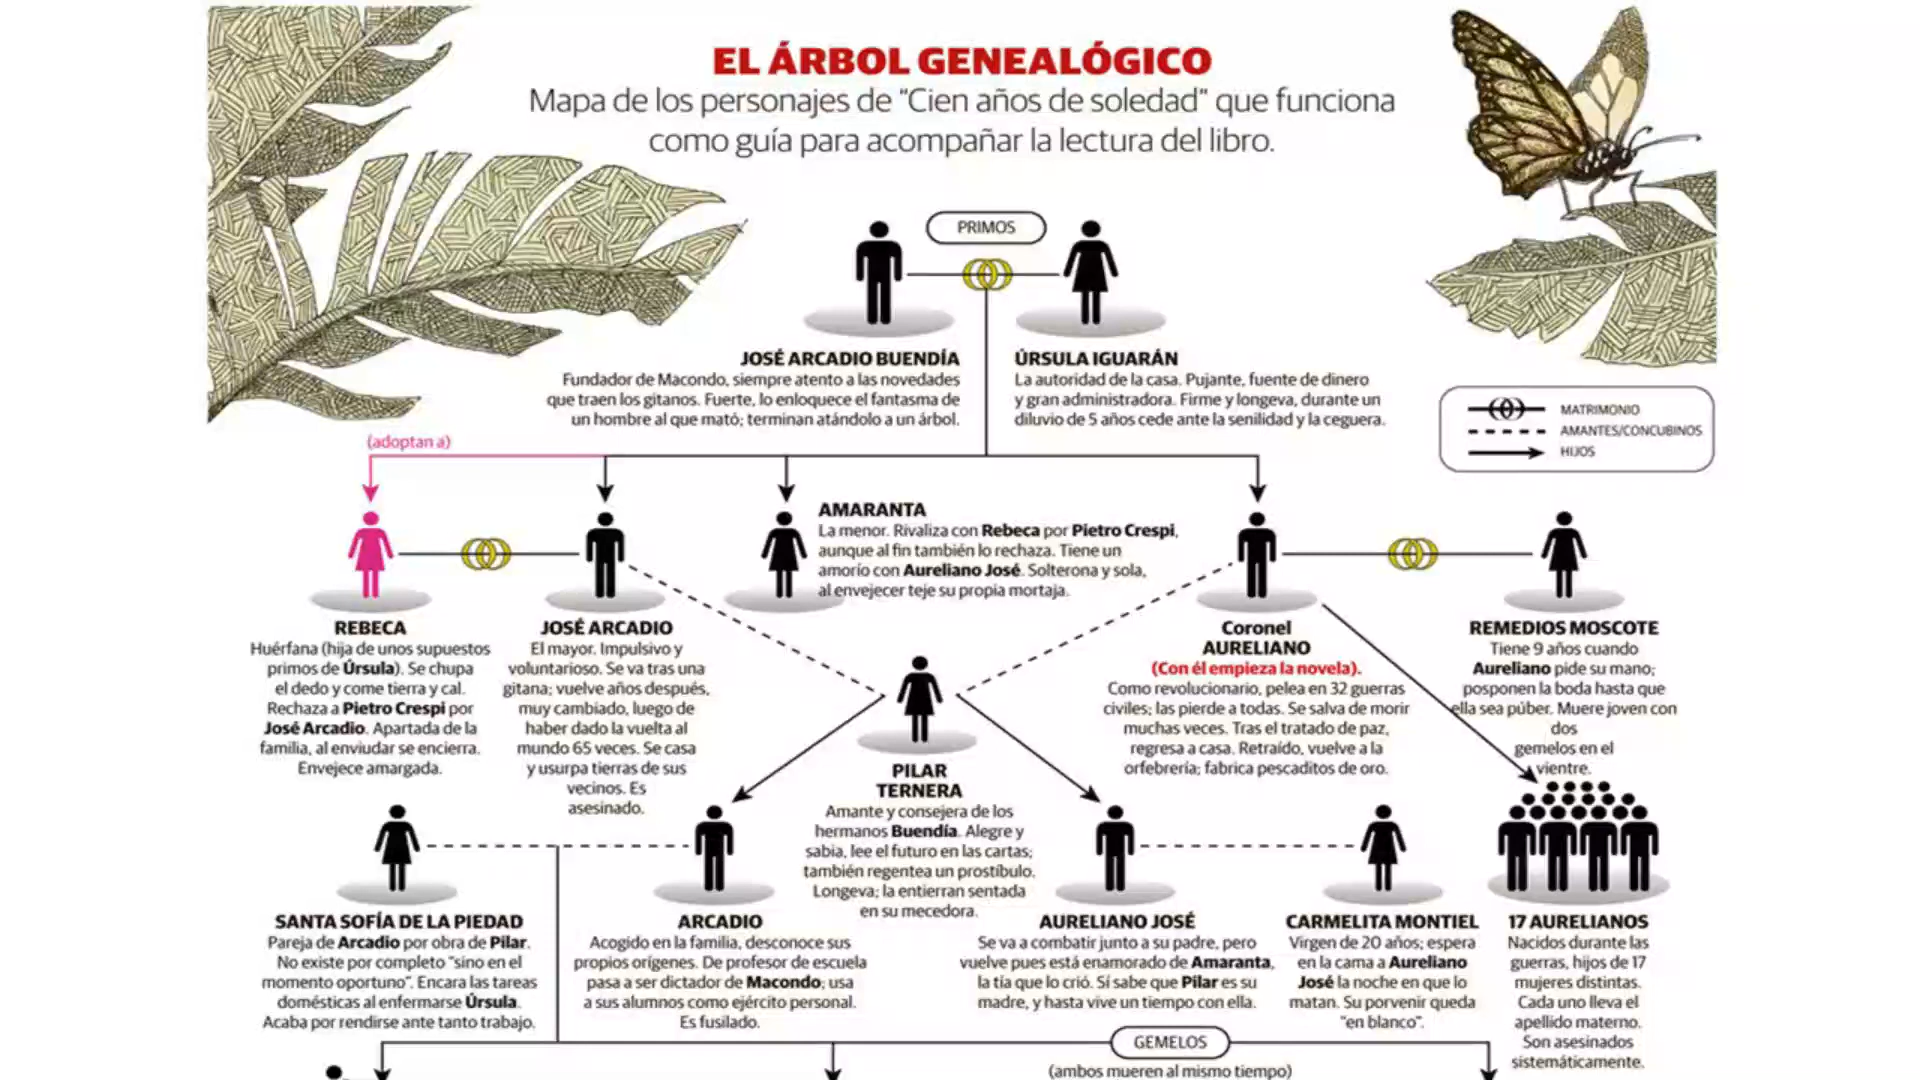 EL ÁRBOL GENEALÓGICO
Mapa de los personajes de "Cien años de soledad" que funciona
como guía para acompañar la lectura del libro.
PRIMOS
JOSÉ ARCADIO BUENDÍA
Fundador de Macondo, siempre atento a las novedades
que traen los gitanos. Fuerte, lo enloquece el fantasma de
un hombre al que mató; terminan atándolo a un árbol.
ÚRSULA IGUARÁN
La autoridad de la casa. Pujante, fuente de dinero
y gran administradora. Firme y longeva, durante un
diluvio de 5 años cede ante la senilidad y la ceguera.
MATRIMONIO
AMANTES/CONCUBINOS
HIJOS
(adoptan a)
REBECA
Huérfana (hija de unos supuestos
primos de Úrsula). Se chupa
el dedo y come tierra y cal.
Rechaza a Pietro Crespi por
José Arcadio. Apartada de la
familia, al enviudar se encierra.
Envejece amargada.
JOSÉ ARCADIO
El mayor. Impulsivo y
voluntarioso. Se va tras una
gitana; vuelve años después,
muy cambiado, luego de
haber dado la vuelta al
mundo 65 veces. Se casa
y usurpa tierras de sus
vecinos. Es
asesinado.
AMARANTA
La menor. Rivaliza con Rebeca por Pietro Crespi,
aunque al fin también lo rechaza. Tiene un
amorío con Aureliano José. Solterona y sola,
al envejecer teje su propia mortaja.
Coronel
AURELIANO
(Con él empieza la novela).
Como revolucionario, pelea en 32 guerras
civiles; las pierde a todas. Se salva de morir
muchas veces. Tras el tratado de paz,
regresa a casa. Retraído, vuelve a la
orfebrería; fabrica pescaditos de oro.
REMEDIOS MOSCOTE
Tiene 9 años cuando
Aureliano pide su mano;
posponen la boda hasta que
ella sea púber. Muere joven con
dos
gemelos en el
vientre.
PILAR
TERNERA
Amante y consejera de los
hermanos Buendía. Alegre y
sabia, lee el futuro en las cartas;
también regentea un prostíbulo.
Longeva; la entierran sentada
en su mecedora.
SANTA SOFÍA DE LA PIEDAD
Pareja de Arcadio por obra de Pilar.
No existe por completo "sino en el
momento oportuno". Encara las tareas
domésticas al enfermarse Úrsula.
Acaba por rendirse ante tanto trabajo.
ARCADIO
Acogido en la familia, desconoce sus
propios orígenes. De profesor de escuela
pasa a ser dictador de Macondo; usa
a sus alumnos como ejército personal.
Es fusilado.
AURELIANO JOSÉ
Se va a combatir junto a su padre, pero
vuelve pues está enamorado de Amaranta,
la tía que lo crió. Sí sabe que Pilar es su
madre, y hasta vive un tiempo con ella.
CARMELITA MONTIEL
Virgen de 20 años; espera
en la cama a Aureliano
José la noche en que lo
matan. Su porvenir queda
"en blanco".
17 AURELIANOS
Nacidos durante las
guerras, hijos de 17
mujeres distintas.
Cada uno lleva el
apellido materno.
Son asesinados
sistemáticamente.
GEMELOS
(ambos mueren al mismo tiempo)